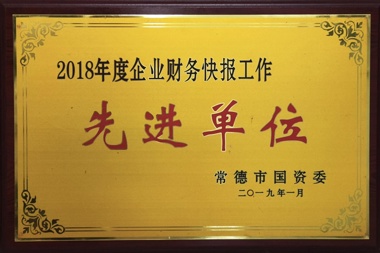 2018年度企业财务快报工作
先进单位
常德市国资委
二〇一九年一月